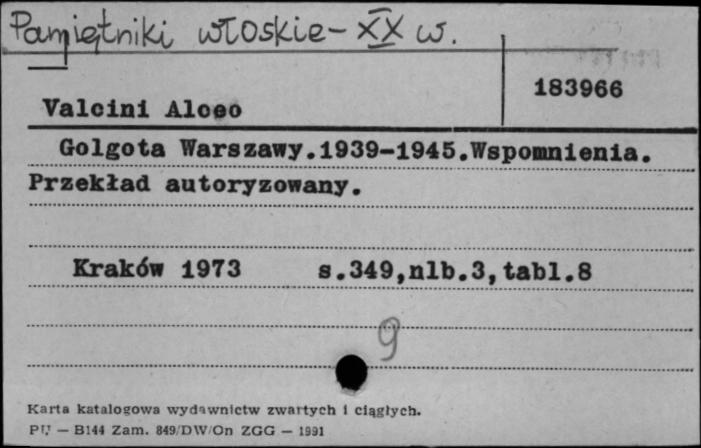 Pamiętniki włoskie - XX w.
183966
Valcini Alceo
Golgota Warszawy.1939-1945.Wspomnienia.
Przekład autoryzowany.
Kraków 1973 s.349,nlb.3,tabl.8
9
Karta katalogowa wydawnictw zwartych i ciągłych.
PU — B144 Zam. 849/DW/On ZGG — 1991